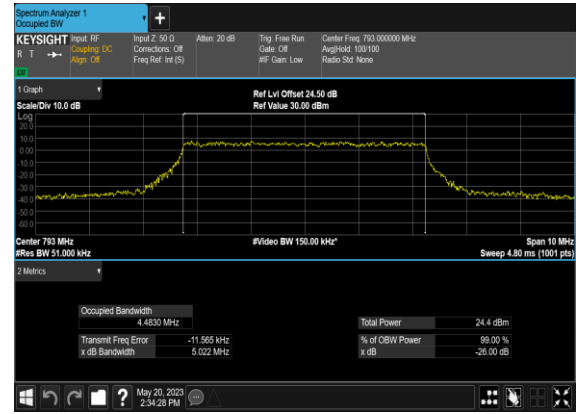 Spectrum Analyzer 1
Occupied BW
+
KEYSIGHT Input: RF Input Z: 50 Ω Atten: 20 dB Trig: Free Run Center Freq: 793.000000 MHz
R T Coupling: DC Corrections: Off Gate: Off Avg|Hold: 100/100
Align: Off Freq Ref: Int (S) #IF Gain: Low Radio Std: None
1 Graph
Ref Lvl Offset 24.50 dB
Scale/Div 10.0 dB Ref Value 30.00 dBm
Log
20.0
10.0
0.00
-10.0
-20.0
-30.0
-40.0
-50.0
-60.0
Center 793 MHz #Video BW 150.00 kHz* Span 10 MHz
#Res BW 51.000 kHz Sweep 4.80 ms (1001 pts)
2 Metrics
Occupied Bandwidth
4.4830 MHz Total Power 24.4 dBm
Transmit Freq Error -11.565 kHz % of OBW Power 99.00 %
x dB Bandwidth 5.022 MHz x dB -26.00 dB
? May 20, 2023
2:34:28 PM